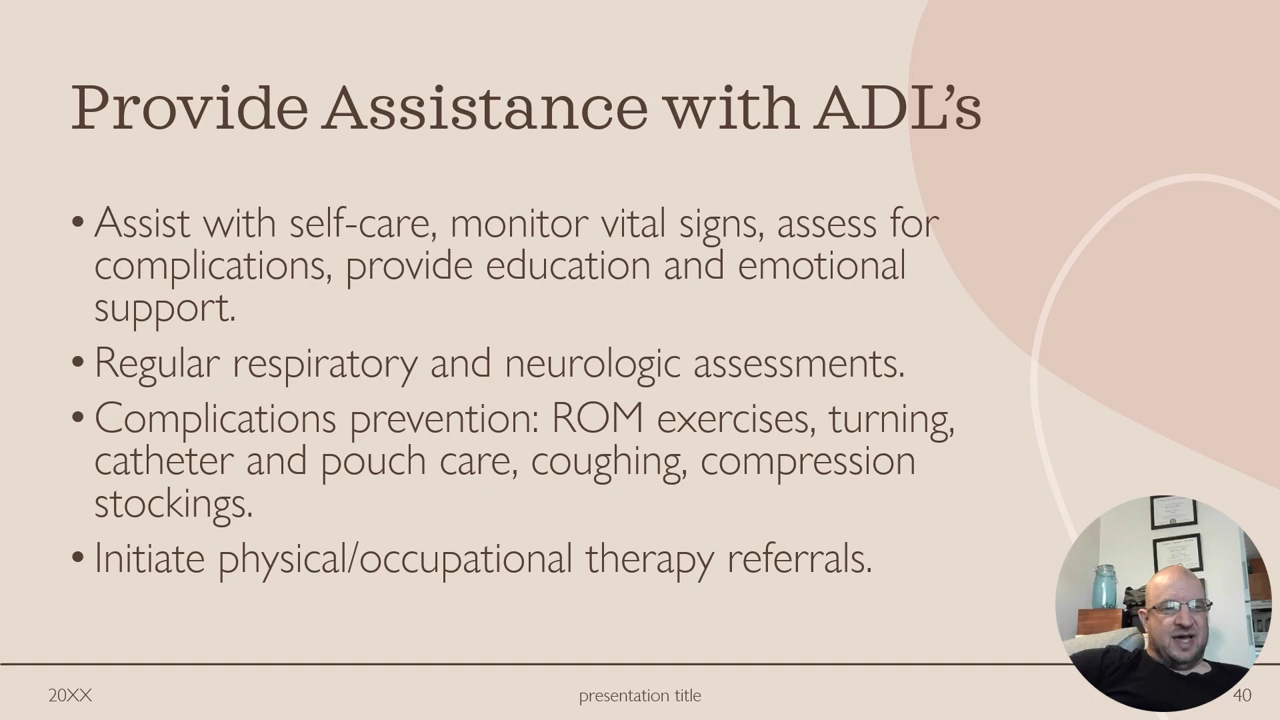 Provide Assistance with ADL’s
• Assist with self-care, monitor vital signs, assess for
complications, provide education and emotional
support.
• Regular respiratory and neurologic assessments.
• Complications prevention: ROM exercises, turning,
catheter and pouch care, coughing, compression
stockings.
• Initiate physical/occupational therapy referrals.
20XX
presentation title
40